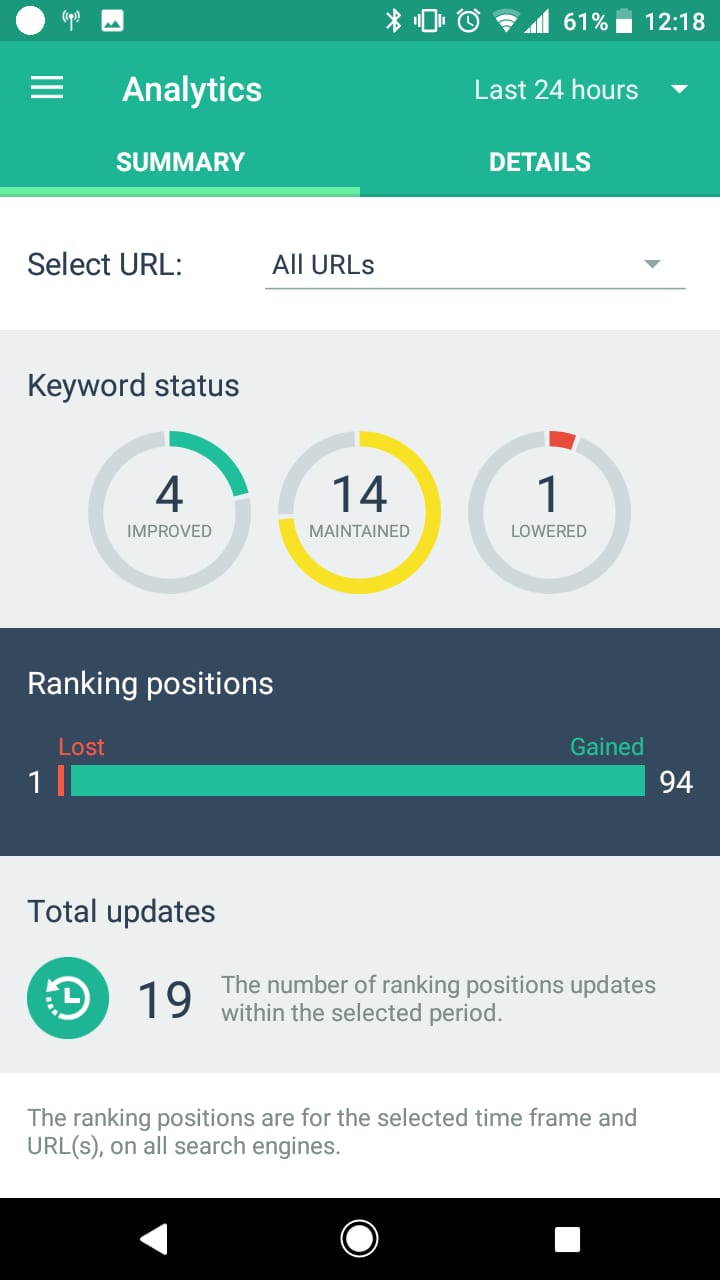 61% 12:18
Analytics Last 24 hours
SUMMARY DETAILS
Select URL: All URLs
Keyword status
4 14 1
IMPROVED MAINTAINED LOWERED
Ranking positions
Lost Gained
1 94
Total updates
19 The number of ranking positions updates
within the selected period.
The ranking positions are for the selected time frame and
URL(s), on all search engines.